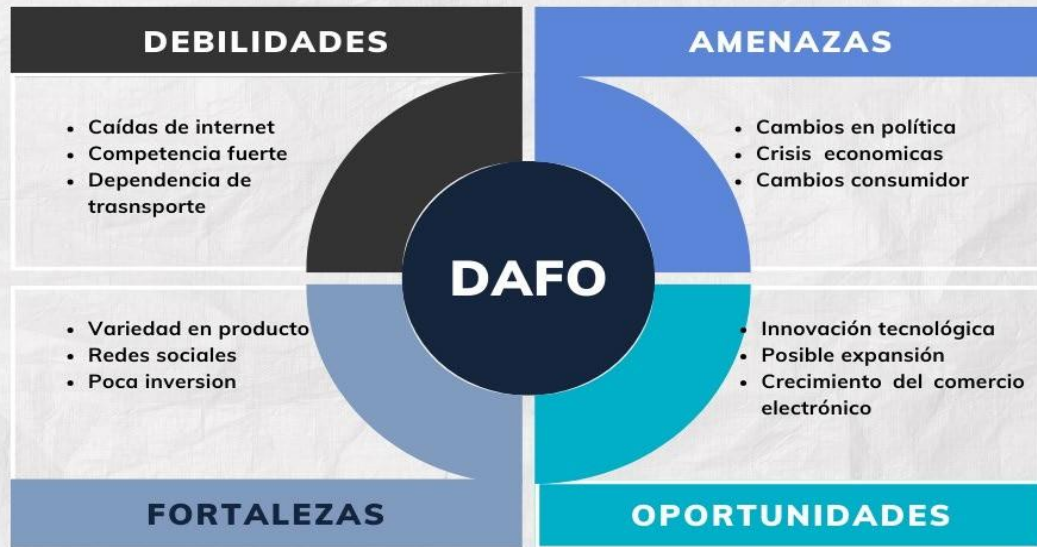 DEBILIDADES
• Caídas de internet
• Competencia fuerte
• Dependencia de
trasnsporte
AMENAZAS
• Cambios en política
• Crisis economicas
• Cambios consumidor
DAFO
• Variedad en producto
• Redes sociales
• Poca inversion
FORTALEZAS
• Innovación tecnológica
• Posible expansión
• Crecimiento del comercio
electrónico
OPORTUNIDADES